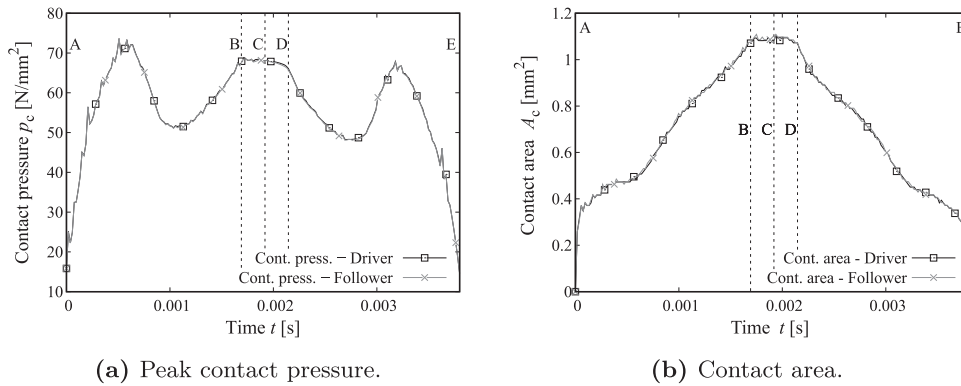 80
70
60
50
40
30
20
10
Contact pressure pc [N/mm²]
A
B
C
D
E
Cont. press. – Driver
Cont. press. – Follower
0
0.001
0.002
0.003
Time t [s]
(a) Peak contact pressure.
1.2
1
0.8
0.6
0.4
0.2
0
Contact area Ac [mm²]
A
B
C
D
Cont. area - Driver
Cont. area - Follower
0
0.001
0.002
0.003
Time t [s]
(b) Contact area.